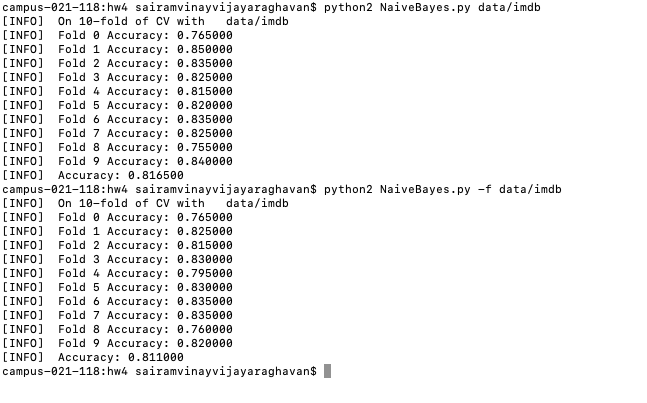 campus-021-118:hw4 sairamvinayvijayaraghavan$ python2 NaiveBayes.py data/imdb
[INFO]  On 10-fold of CV with   data/imdb
[INFO]  Fold 0 Accuracy: 0.765000
[INFO]  Fold 1 Accuracy: 0.850000
[INFO]  Fold 2 Accuracy: 0.835000
[INFO]  Fold 3 Accuracy: 0.825000
[INFO]  Fold 4 Accuracy: 0.815000
[INFO]  Fold 5 Accuracy: 0.820000
[INFO]  Fold 6 Accuracy: 0.835000
[INFO]  Fold 7 Accuracy: 0.825000
[INFO]  Fold 8 Accuracy: 0.755000
[INFO]  Fold 9 Accuracy: 0.840000
[INFO]  Accuracy: 0.816500
campus-021-118:hw4 sairamvinayvijayaraghavan$ python2 NaiveBayes.py -f data/imdb
[INFO]  On 10-fold of CV with   data/imdb
[INFO]  Fold 0 Accuracy: 0.765000
[INFO]  Fold 1 Accuracy: 0.825000
[INFO]  Fold 2 Accuracy: 0.815000
[INFO]  Fold 3 Accuracy: 0.830000
[INFO]  Fold 4 Accuracy: 0.795000
[INFO]  Fold 5 Accuracy: 0.830000
[INFO]  Fold 6 Accuracy: 0.835000
[INFO]  Fold 7 Accuracy: 0.835000
[INFO]  Fold 8 Accuracy: 0.760000
[INFO]  Fold 9 Accuracy: 0.820000
[INFO]  Accuracy: 0.811000
campus-021-118:hw4 sairamvinayvijayaraghavan$